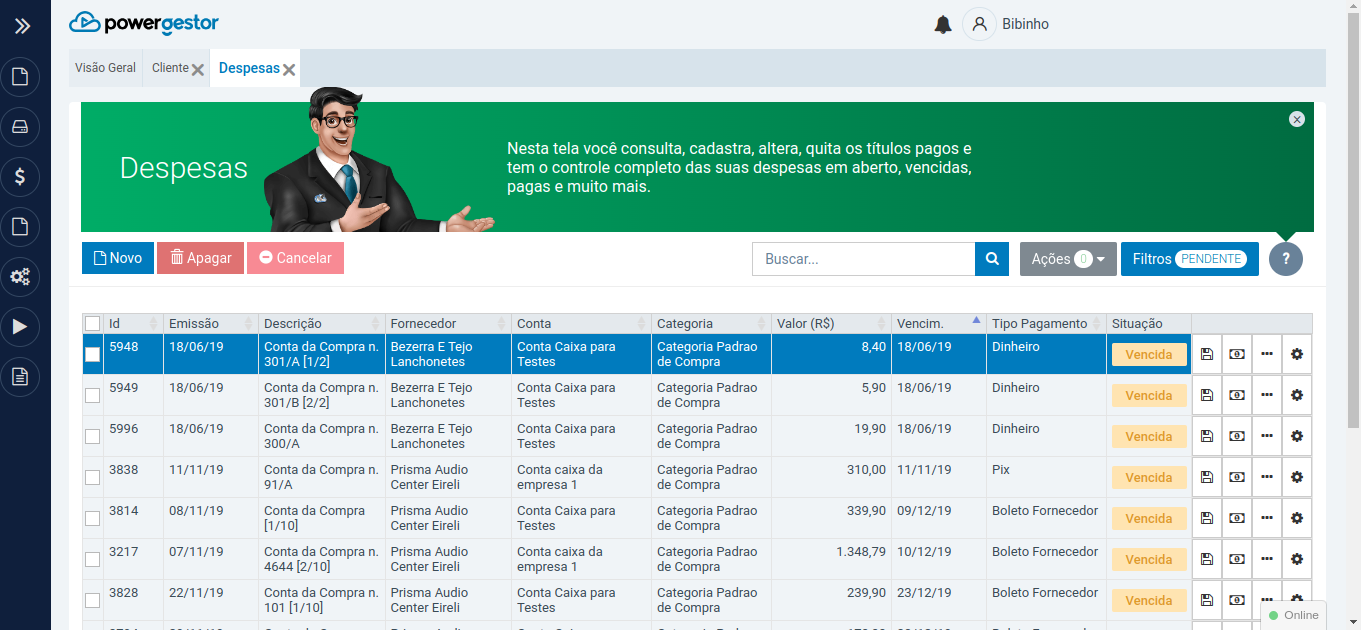 powergestor
Bibinho
Visão Geral Cliente Despesas
Despesas
Nesta tela você consulta, cadastra, altera, quita os títulos pagos e
tem o controle completo das suas despesas em aberto, vencidas,
pagas e muito mais.
Novo Apagar Cancelar Buscar... Ações 0 Filtros PENDENTE ?
Id Emissão Descrição Fornecedor Conta Categoria Valor (R$) Vencim. Tipo Pagamento Situação
5948 18/06/19 Conta da Compra n. Bezerra E Tejo Conta Caixa para Categoria Padrao 8,40 18/06/19 Dinheiro Vencida
301/A [1/2] Lanchonetes Testes de Compra
5949 18/06/19 Conta da Compra n. Bezerra E Tejo Conta Caixa para Categoria Padrao 5,90 18/06/19 Dinheiro Vencida
301/B [2/2] Lanchonetes Testes de Compra
5996 18/06/19 Conta da Compra n. Bezerra E Tejo Conta Caixa para Categoria Padrao 19,90 18/06/19 Dinheiro Vencida
300/A Lanchonetes Testes de Compra
3838 11/11/19 Conta da Compra n. Prisma Audio Conta caixa da Categoria Padrao 310,00 11/11/19 Pix Vencida
91/A Center Eireli empresa 1 de Compra
3814 08/11/19 Conta da Compra Prisma Audio Conta Caixa para Categoria Padrao 339,90 09/12/19 Boleto Fornecedor Vencida
[1/10] Center Eireli Testes de Compra
3217 07/11/19 Conta da Compra n. Prisma Audio Conta caixa da Categoria Padrao 1.348,79 10/12/19 Boleto Fornecedor Vencida
4644 [2/10] Center Eireli empresa 1 de Compra
3828 22/11/19 Conta da Compra n. Prisma Audio Conta Caixa para Categoria Padrao 239,90 23/12/19 Boleto Fornecedor Vencida
101 [1/10] Center Eireli Testes de Compra
Online